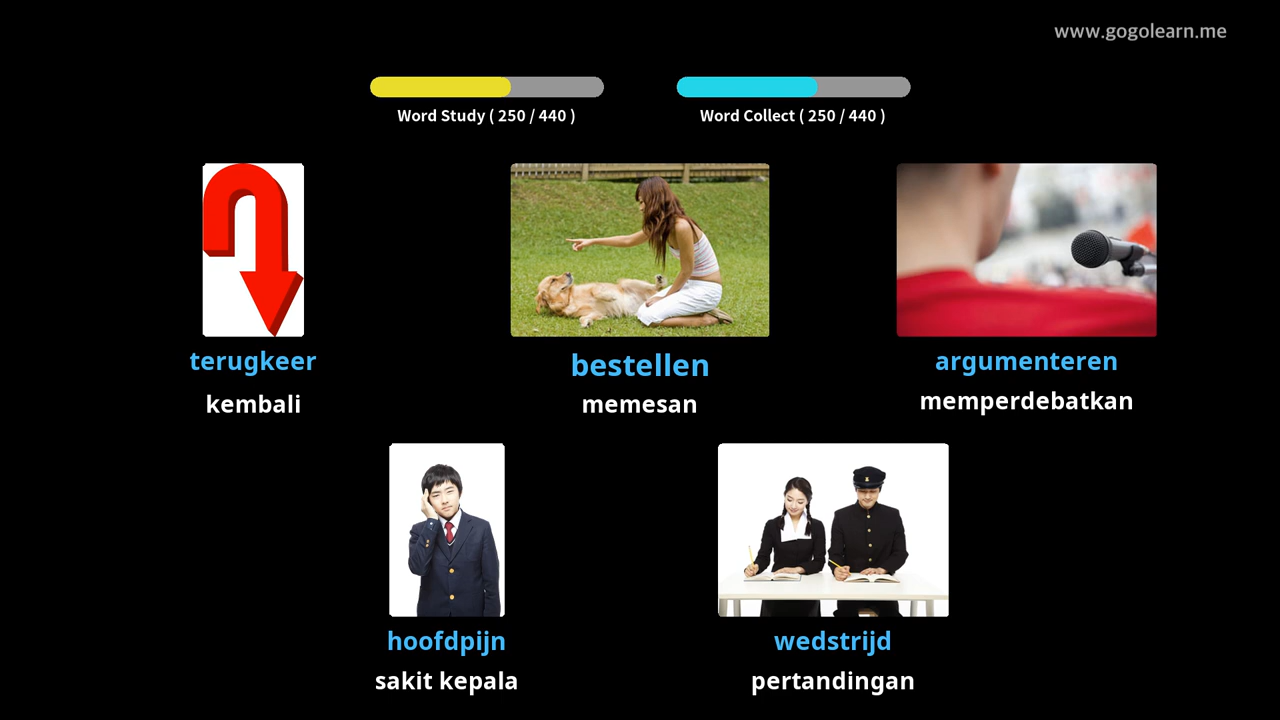 www.gogolearn.me
Word Study ( 250 / 440 )
Word Collect ( 250 / 440 )
terugkeer
kembali
bestellen
memesan
argumenteren
memperdebatkan
hoofdpijn
sakit kepala
wedstrijd
pertandingan